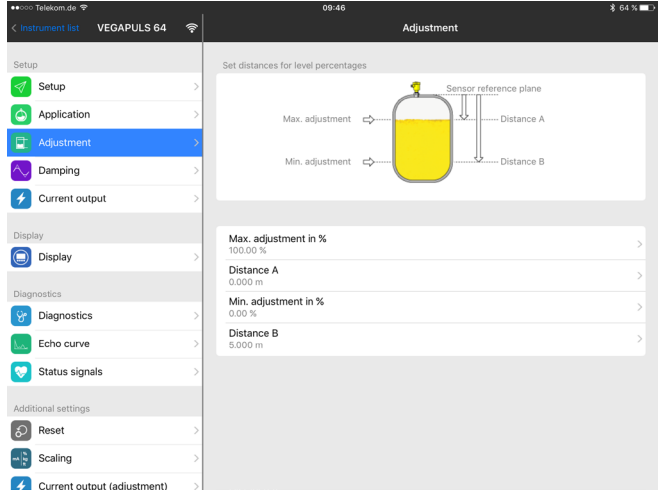 Telekom.de
09:46
64 %
Instrument list
VEGAPULS 64
Adjustment
Setup
Setup
Application
Adjustment
Damping
Current output
Display
Display
Diagnostics
Diagnostics
Echo curve
Status signals
Additional settings
Reset
Scaling
Current output (adjustment)
Set distances for level percentages
Sensor reference plane
Max. adjustment
Distance A
Min. adjustment
Distance B
Max. adjustment in %
100.00 %
Distance A
0.000 m
Min. adjustment in %
0.00 %
Distance B
5.000 m